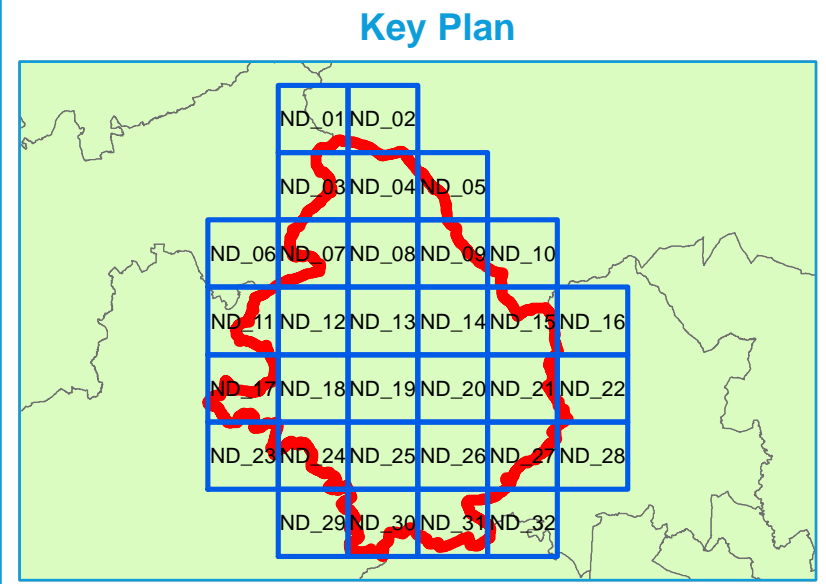 Key Plan
ND_01 ND_02
ND_03 ND_04 ND_05
ND_06 ND_07 ND_08 ND_09 ND_10
ND_11 ND_12 ND_13 ND_14 ND_15 ND_16
ND_17 ND_18 ND_19 ND_20 ND_21 ND_22
ND_23 ND_24 ND_25 ND_26 ND_27 ND_28
ND_29 ND_30 ND_31 ND_32